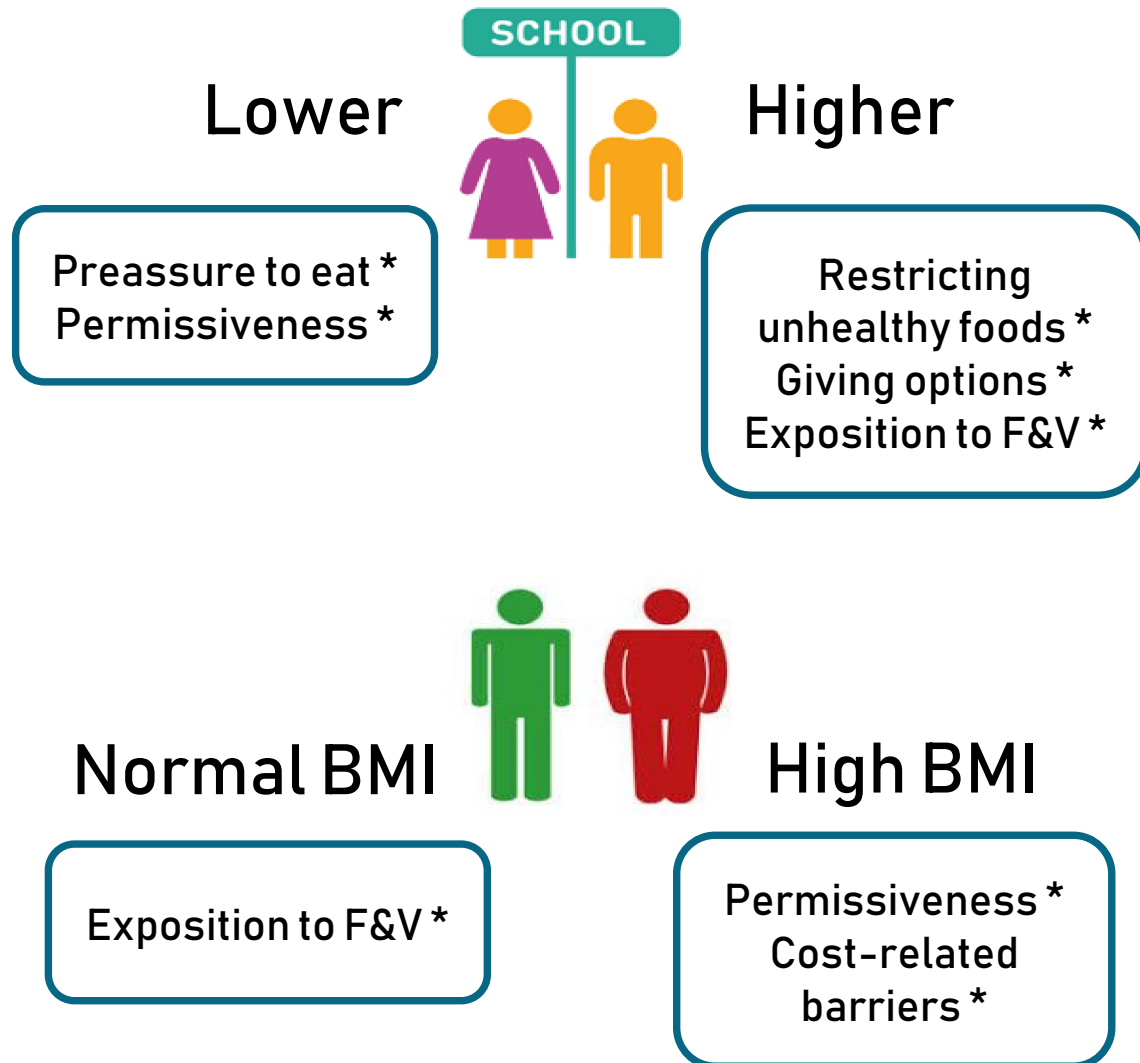 SCHOOL
Lower
Higher
Preassure to eat *
Permissiveness *
Restricting
unhealthy foods *
Giving options *
Exposition to F&V *
Normal BMI
High BMI
Exposition to F&V *
Permissiveness *
Cost-related
barriers *